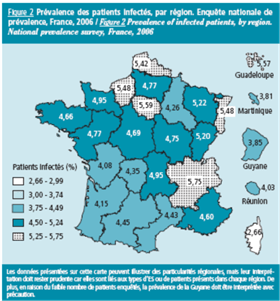 Figure 2 Prévalence des patients infectés, par région. Enquête nationale de
prévalence, France, 2006 / Figure 2 Prevalence of infected patients, by region.
National prevalence survey, France, 2006
5,42
4,77
5,57
Guadeloupe
5,48
4,95
5,59
4,26
5,22
5,48
3,81
Martinique
4,66
4,77
4,69
4,75
5,20
3,85
Guyane
Patients infectés (%)
2,66 - 2,99
3,00 - 3,74
3,75 - 4,49
4,50 - 5,24
5,25 - 5,75
4,08
4,35
4,95
5,75
4,03
Réunion
4,15
4,45
4,43
4,60
2,66
Les données présentées sur cette carte peuvent illustrer des particularités régionales, mais leur interpré-
tation doit rester prudente car elles sont liés aux types d'ES ou de patients présents dans chaque région. De
plus, en raison du faible nombre de patients enquêtés, la prévalence de la Guyane doit être interprétée avec
précaution.